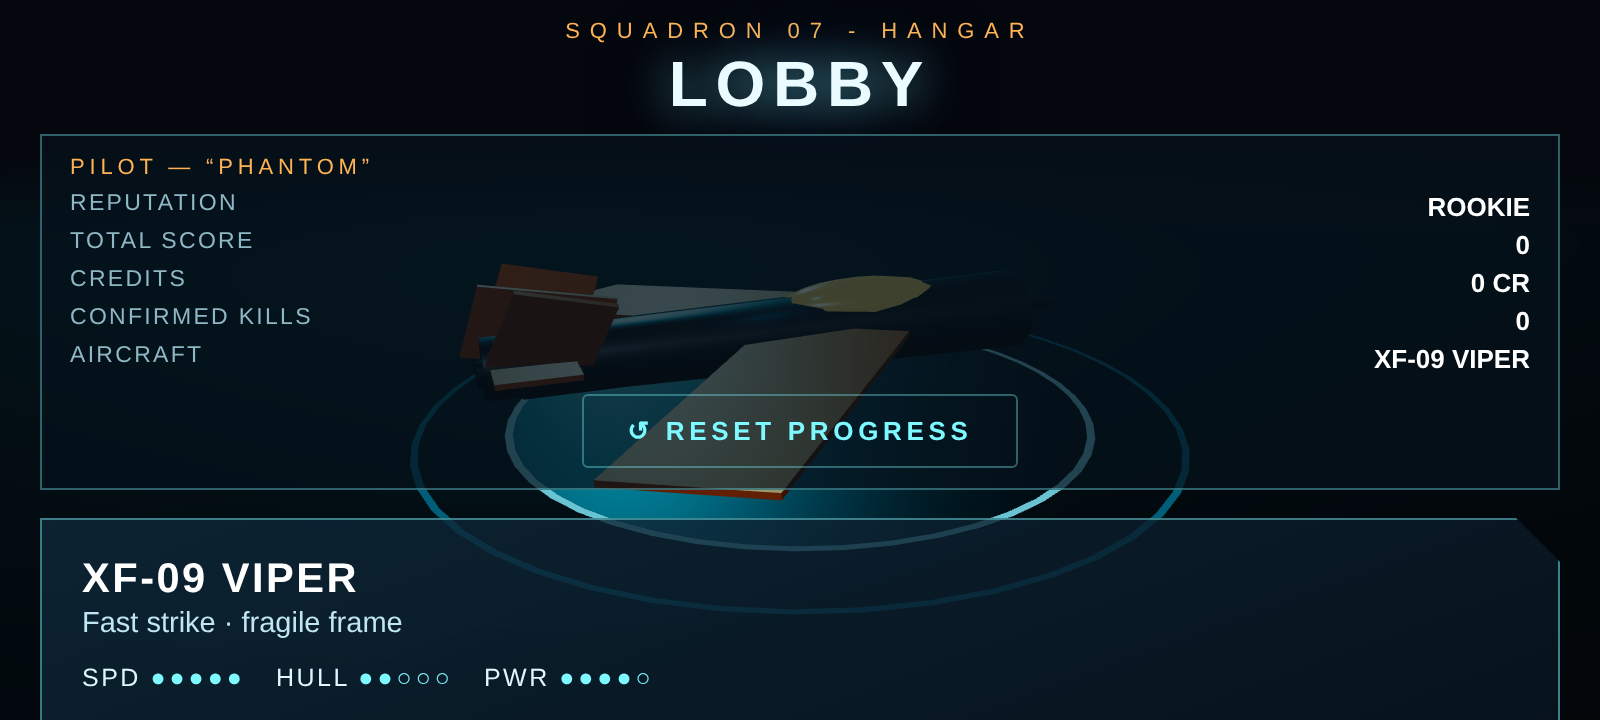 SQUADRON 07 - HANGAR
LOBBY
PILOT — “PHANTOM”
REPUTATION ROOKIE
TOTAL SCORE 0
CREDITS 0 CR
CONFIRMED KILLS 0
AIRCRAFT XF-09 VIPER
↺ RESET PROGRESS
XF-09 VIPER
Fast strike · fragile frame
SPD ●●●●● HULL ●●○○○ PWR ●●●●○